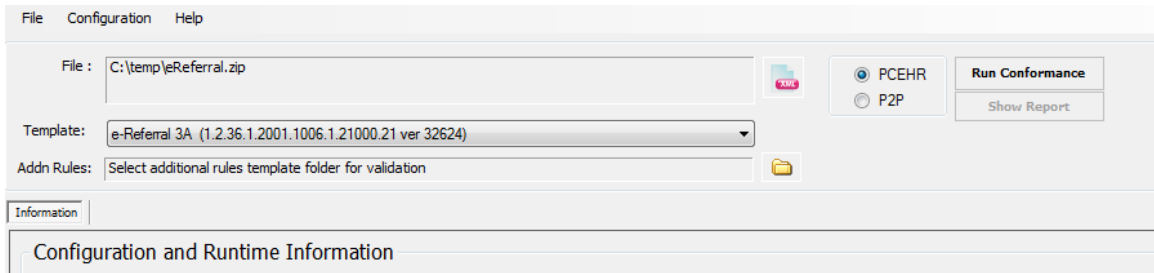 File Configuration Help
File : C:\temp\eReferral.zip
XML
PCEHR
Run Conformance
P2P
Show Report
Template: e-Referral 3A (1.2.36.1.2001.1006.1.21000.21 ver 32624)
Addn Rules: Select additional rules template folder for validation
Information
Configuration and Runtime Information